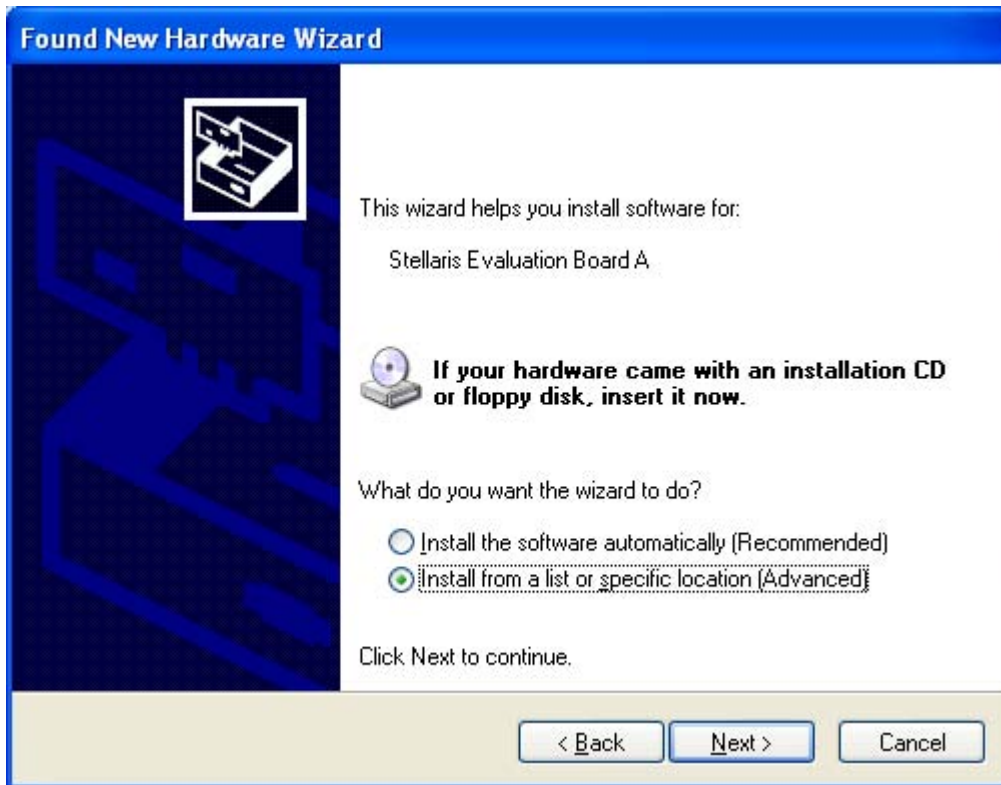 Found New Hardware Wizard
This wizard helps you install software for:
Stellaris Evaluation Board A
If your hardware came with an installation CD
or floppy disk, insert it now.
What do you want the wizard to do?
Install the software automatically (Recommended)
Install from a list or specific location (Advanced)
Click Next to continue.
< Back
Next >
Cancel